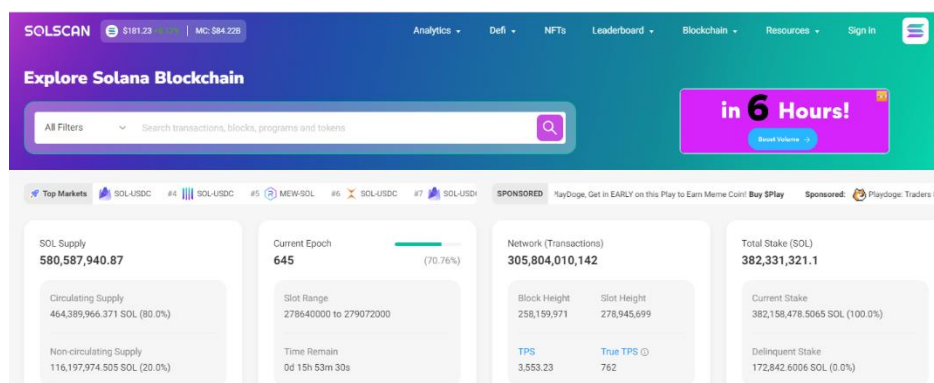 SOLSCAN $181.23 +6.17% | MC: $84.22B Analytics Defi NFTs Leaderboard Blockchain Resources Sign In
Explore Solana Blockchain
All Filters Search transactions, blocks, programs and tokens
in 6 Hours!
Boost Volume →
Top Markets SOL-USDC #4 SOL-USDC #5 MEW-SOL #6 SOL-USDC #7 SOL-USD
SPONSORED PlayDoge, Get in EARLY on this Play to Earn Meme Coin! Buy $Play Sponsored: Playdoge: Traders
SOL Supply
580,587,940.87
Circulating Supply
464,389,966.371 SOL (80.0%)
Non-circulating Supply
116,197,974.505 SOL (20.0%)
Current Epoch
645 (70.76%)
Slot Range
278640000 to 279072000
Time Remain
0d 15h 53m 30s
Network (Transactions)
305,804,010,142
Block Height Slot Height
258,159,971 278,945,699
TPS True TPS
3,553.23 762
Total Stake (SOL)
382,331,321.1
Current Stake
382,158,478.5065 SOL (100.0%)
Delinquent Stake
172,842.6006 SOL (0.0%)